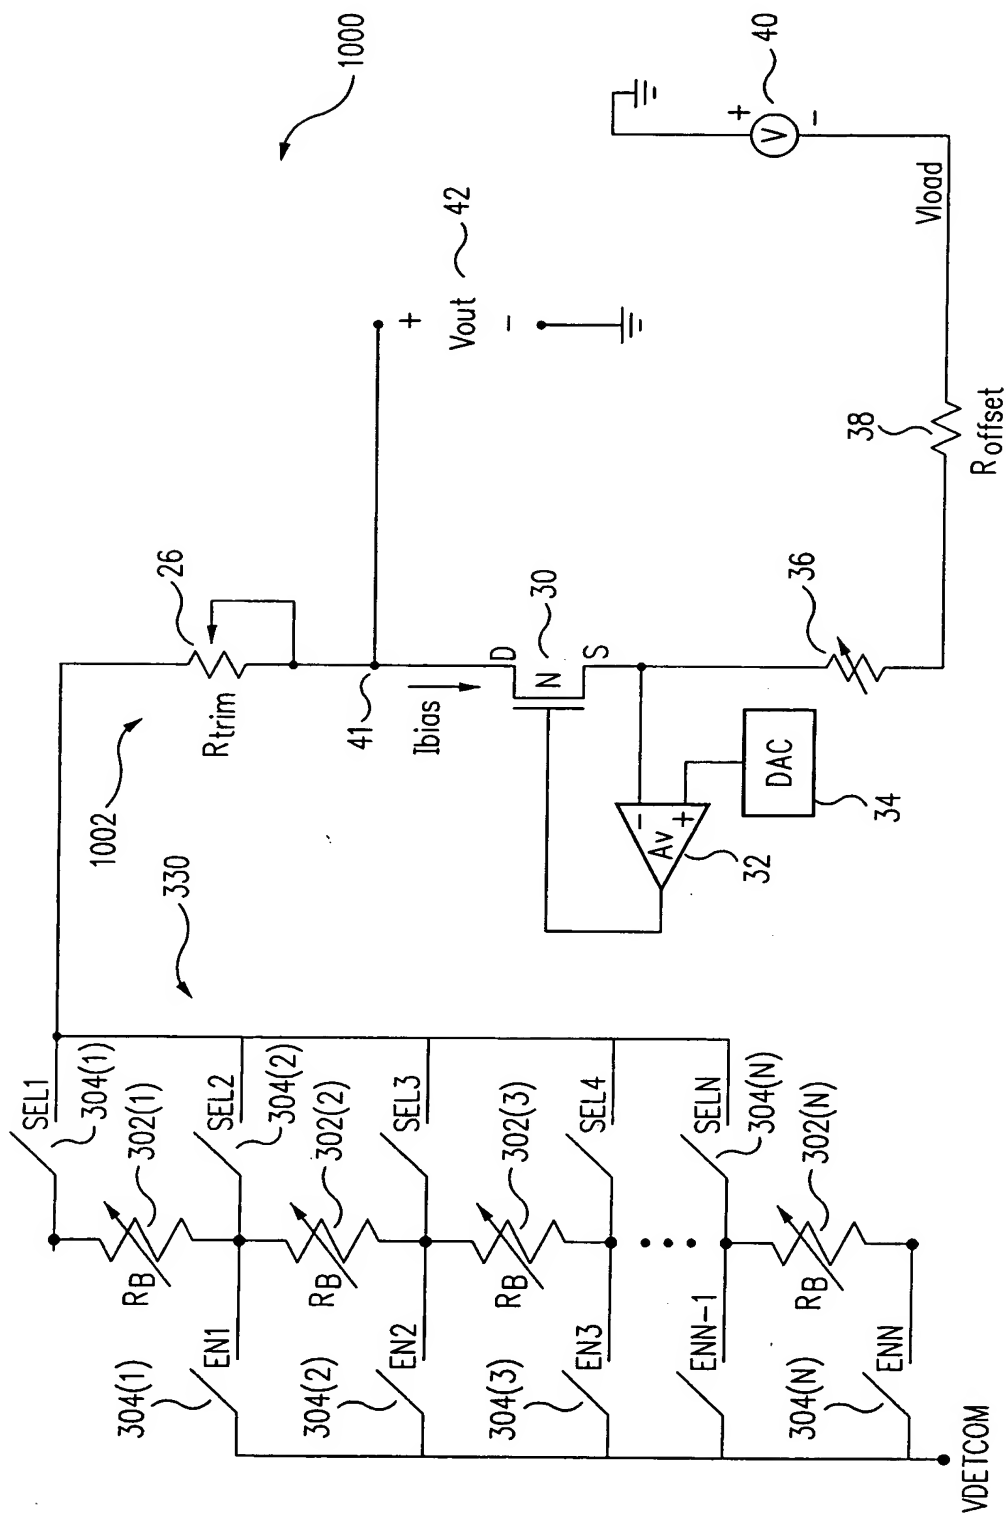 1000
40
+
V
-
Vload
42
+
Vout
-
38
Roffset
26
Rtrim
1002
41
Ibias
D
N
S
30
36
-
+
Av
32
DAC
34
330
SEL1
304(1)
302(1)
RB
SEL2
304(2)
302(2)
RB
SEL3
302(3)
RB
SEL4
SELN
304(N)
302(N)
RB
304(1)
EN1
304(2)
EN2
304(3)
EN3
ENN-1
304(N)
ENN
VDETCOM